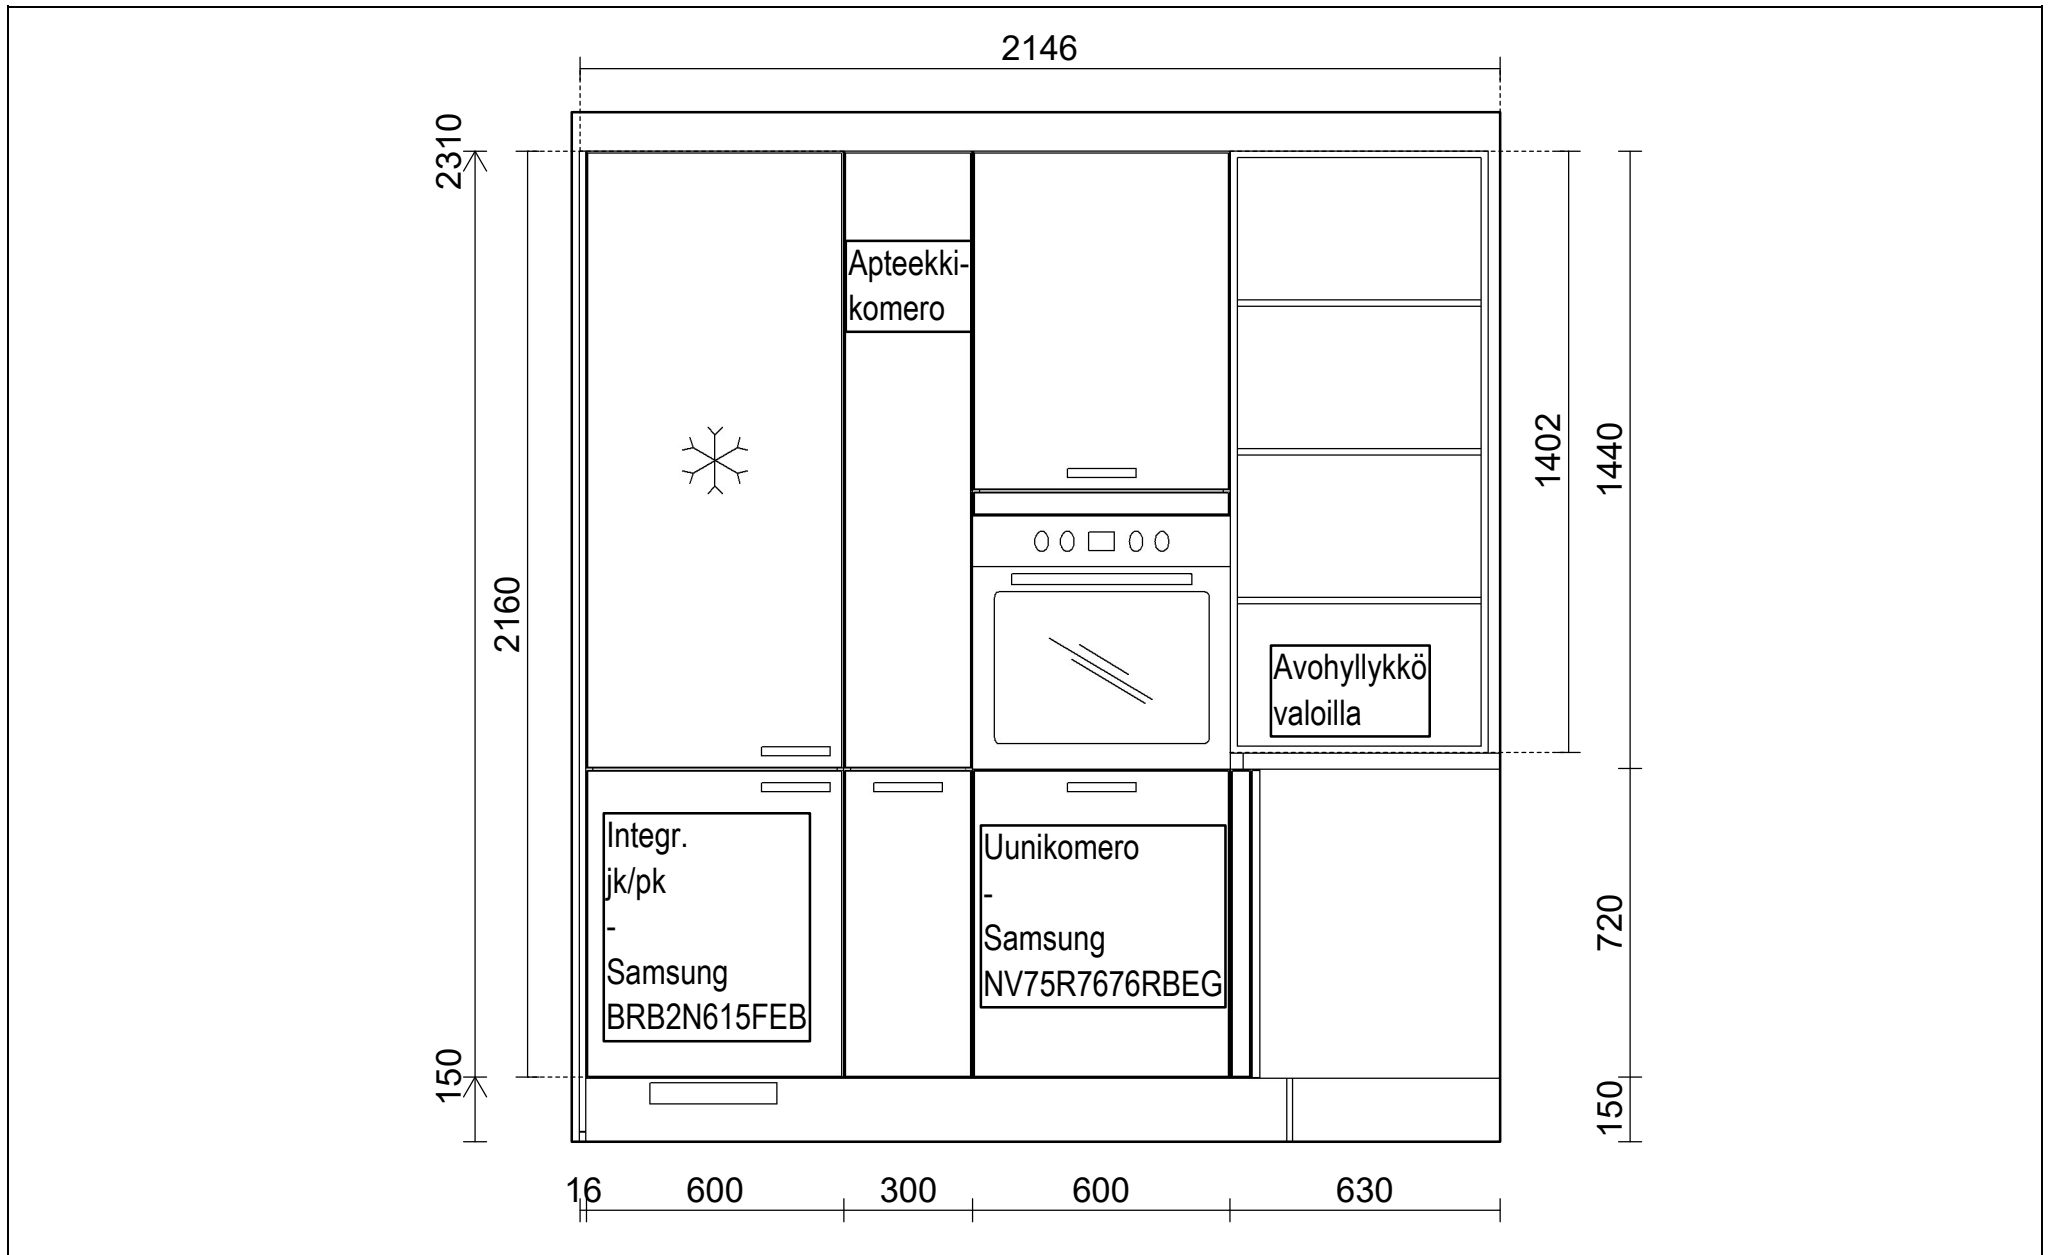 2146
2310
2160
150
Apteekki-
komero
Avohyllykkö
valoilla
Integr.
jk/pk
-
Samsung
BRB2N615FEB
Uunikomero
-
Samsung
NV75R7676RBEG
1402
1440
720
150
16 600 300 600 630